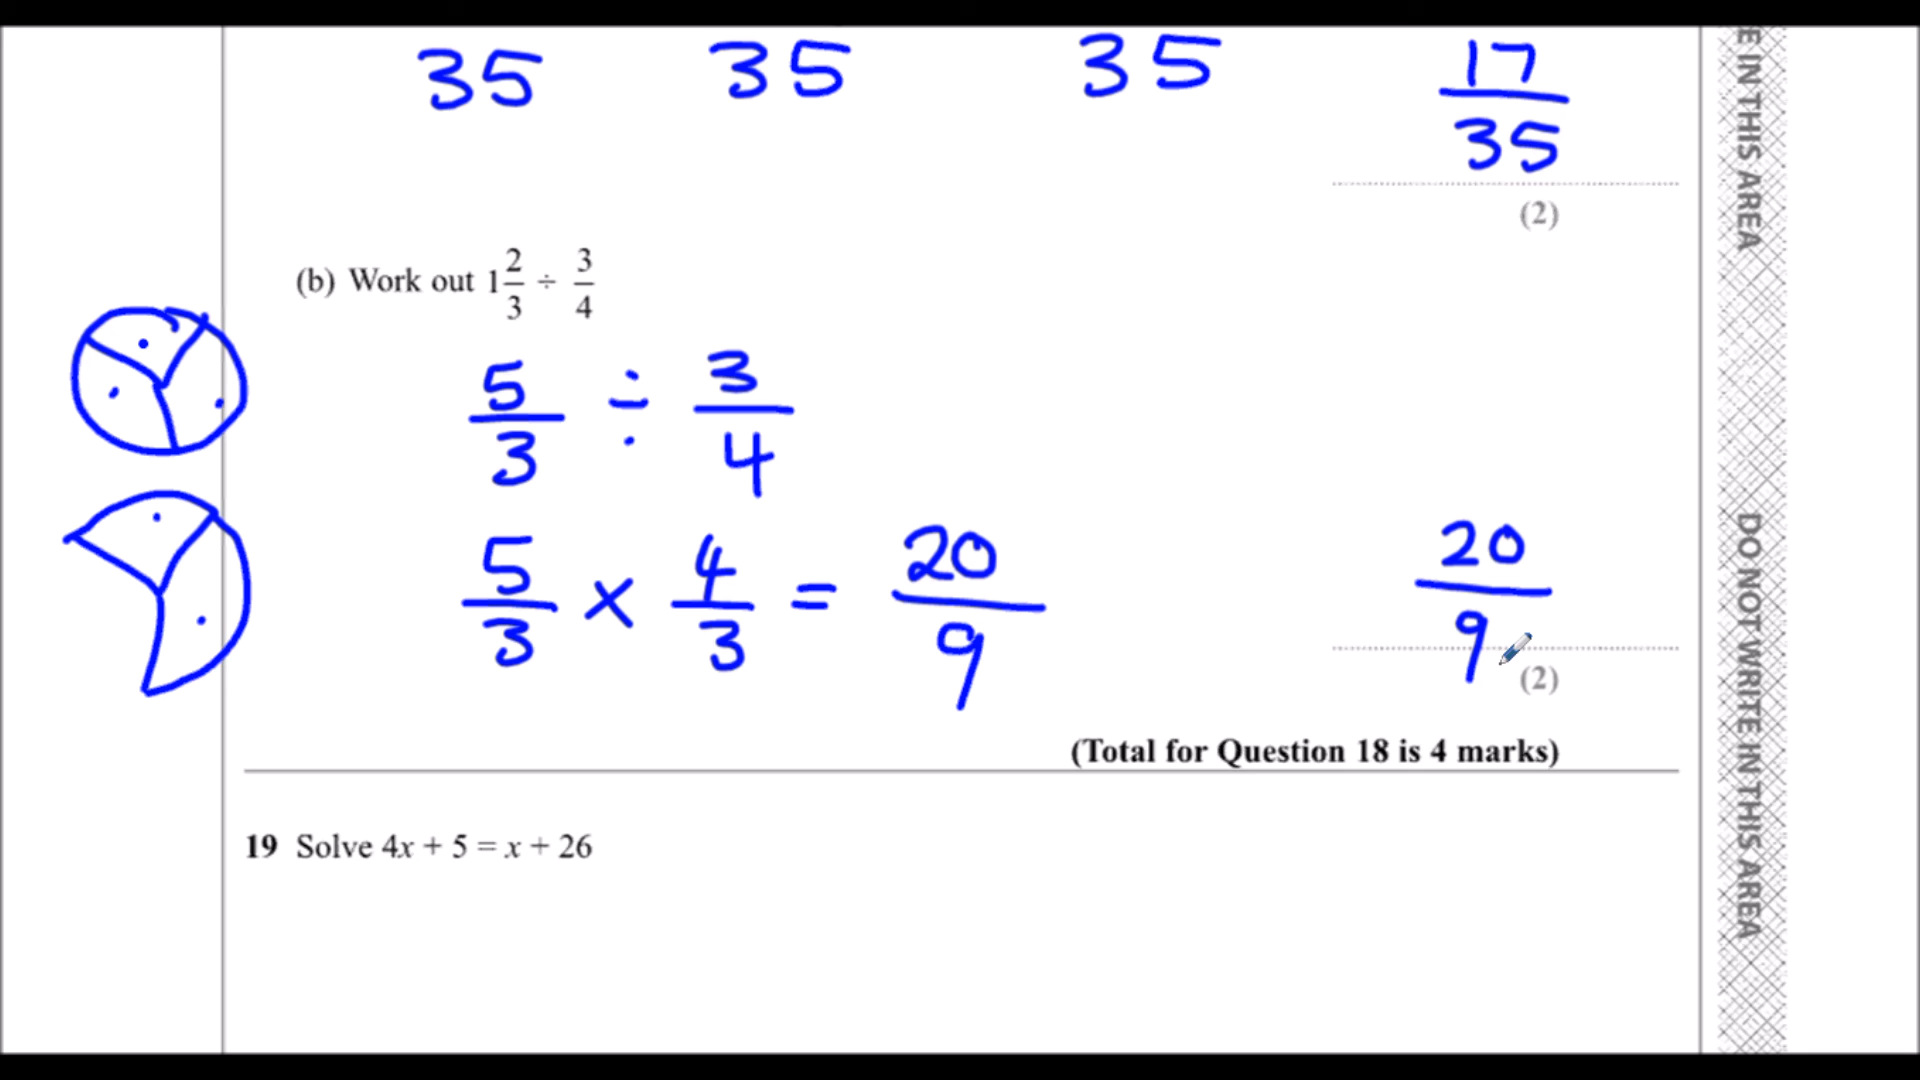 35 35 35 17/35
(2)
(b) Work out 1 2/3 ÷ 3/4
5/3 ÷ 3/4
5/3 × 4/3 = 20/9
20/9
(2)
(Total for Question 18 is 4 marks)
19 Solve 4x + 5 = x + 26
E IN THIS AREA
DO NOT WRITE IN THIS AREA